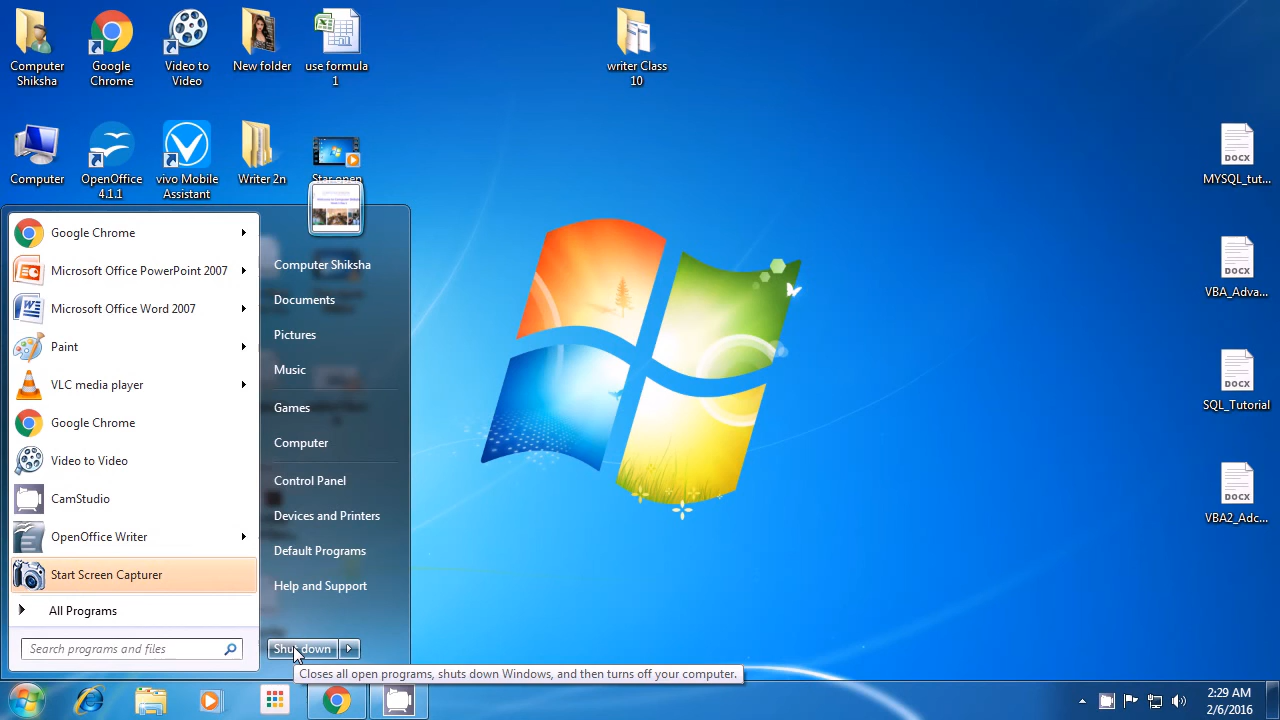 Computer
Shiksha
Google
Chrome
Video to
Video
New folder
use formula
1
writer Class
10
Computer
OpenOffice
4.1.1
vivo Mobile
Assistant
Writer 2n
DOCX
MYSQL_tut...
DOCX
VBA_Adva...
DOCX
SQL_Tutorial
DOCX
VBA2_Adc...
Google Chrome
Microsoft Office PowerPoint 2007
Microsoft Office Word 2007
Paint
VLC media player
Google Chrome
Video to Video
CamStudio
OpenOffice Writer
Start Screen Capturer
All Programs
Search programs and files
Computer Shiksha
Documents
Pictures
Music
Games
Computer
Control Panel
Devices and Printers
Default Programs
Help and Support
Shut down
Closes all open programs, shuts down Windows, and then turns off your computer.
2:29 AM
2/6/2016